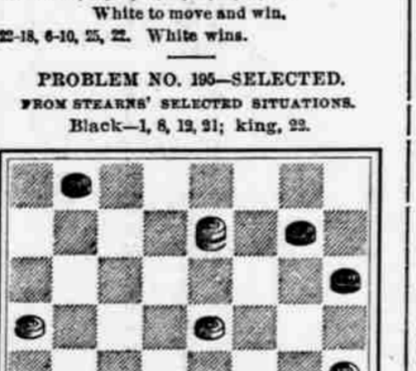 White to move and win.
22-18, 6-10, 25, 22. White wins.
PROBLEM NO. 195—SELECTED.
FROM STEARNS' SELECTED SITUATIONS.
Black—1, 8, 12, 21; king, 22.